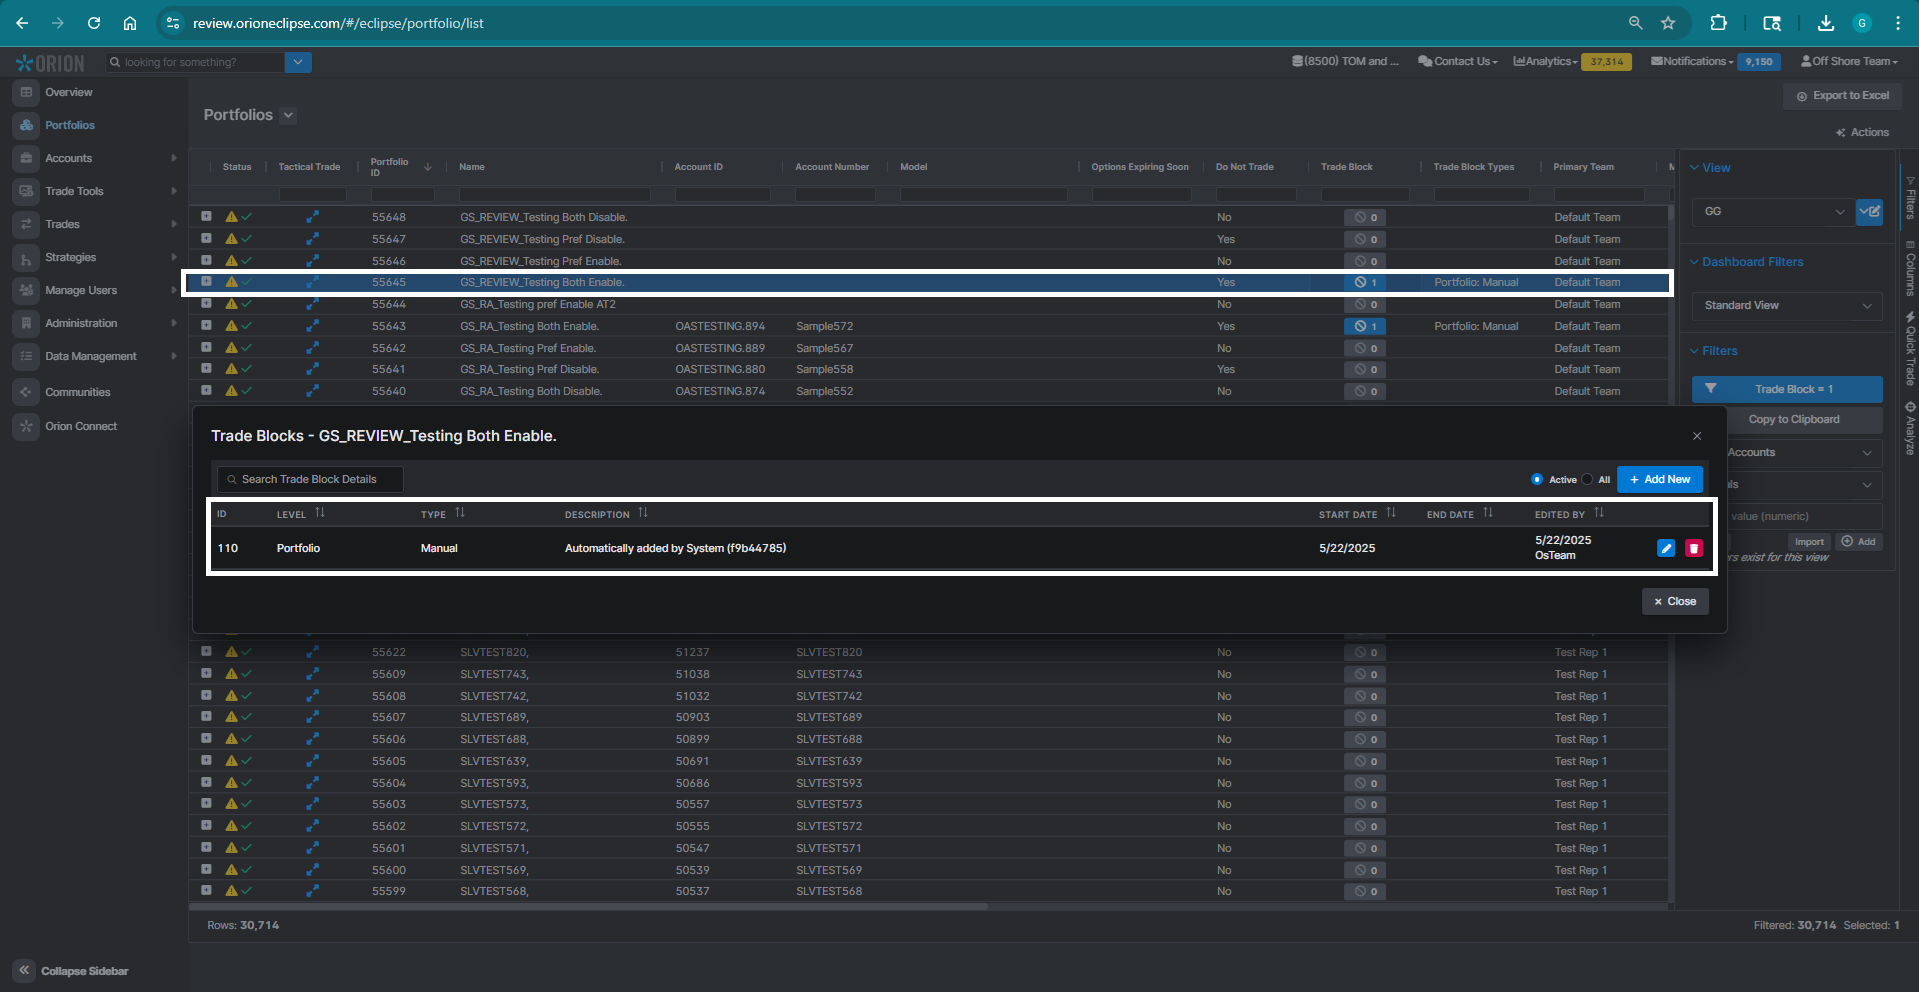 review.orioneclipse.com/#/eclipse/portfolio/list
G
ORION
looking for something?
(8500) TOM and ...
Contact Us
Analytics
37,314
Notifications
9,150
Off Shore Team
Overview
Portfolios
Accounts
Trade Tools
Trades
Strategies
Manage Users
Administration
Data Management
Communities
Orion Connect
Collapse Sidebar
Portfolios
Export to Excel
Actions
Status Tactical Trade Portfolio ID Name Account ID Account Number Model Options Expiring Soon Do Not Trade Trade Block Trade Block Types Primary Team
55648 GS_REVIEW_Testing Both Disable. No 0 Default Team
55647 GS_REVIEW_Testing Pref Disable. Yes 0 Default Team
55646 GS_REVIEW_Testing Pref Enable. No 0 Default Team
55645 GS_REVIEW_Testing Both Enable. Yes 1 Portfolio: Manual Default Team
55644 GS_RA_Testing pref Enable AT2 No 0 Default Team
55643 GS_RA_Testing Both Enable. OASTESTING.894 Sample572 Yes 1 Portfolio: Manual Default Team
55642 GS_RA_Testing Pref Enable. OASTESTING.889 Sample567 No 0 Default Team
55641 GS_RA_Testing Pref Disable. OASTESTING.880 Sample558 Yes 0 Default Team
55640 GS_RA_Testing Both Disable. OASTESTING.874 Sample552 No 0 Default Team
Trade Blocks - GS_REVIEW_Testing Both Enable.
Search Trade Block Details
Active All
Add New
ID LEVEL TYPE DESCRIPTION START DATE END DATE EDITED BY
110 Portfolio Manual Automatically added by System (f9b44785) 5/22/2025 5/22/2025
OsTeam
Close
55622 SLVTEST820, 51237 SLVTEST820 No 0 Test Rep 1
55609 SLVTEST743, 51038 SLVTEST743 No 0 Test Rep 1
55608 SLVTEST742, 51032 SLVTEST742 No 0 Test Rep 1
55607 SLVTEST689, 50903 SLVTEST689 No 0 Test Rep 1
55606 SLVTEST688, 50899 SLVTEST688 No 0 Test Rep 1
55605 SLVTEST639, 50691 SLVTEST639 No 0 Test Rep 1
55604 SLVTEST593, 50686 SLVTEST593 No 0 Test Rep 1
55603 SLVTEST573, 50557 SLVTEST573 No 0 Test Rep 1
55602 SLVTEST572, 50555 SLVTEST572 No 0 Test Rep 1
55601 SLVTEST571, 50547 SLVTEST571 No 0 Test Rep 1
55600 SLVTEST569, 50539 SLVTEST569 No 0 Test Rep 1
55599 SLVTEST568, 50537 SLVTEST568 No 0 Test Rep 1
Rows: 30,714
Filtered: 30,714 Selected: 1
View
GG
Dashboard Filters
Standard View
Filters
Trade Block = 1
Copy to Clipboard
Accounts
value (numeric)
Import
Add
exist for this view
Filters
Columns
Quick Trade
Analyze